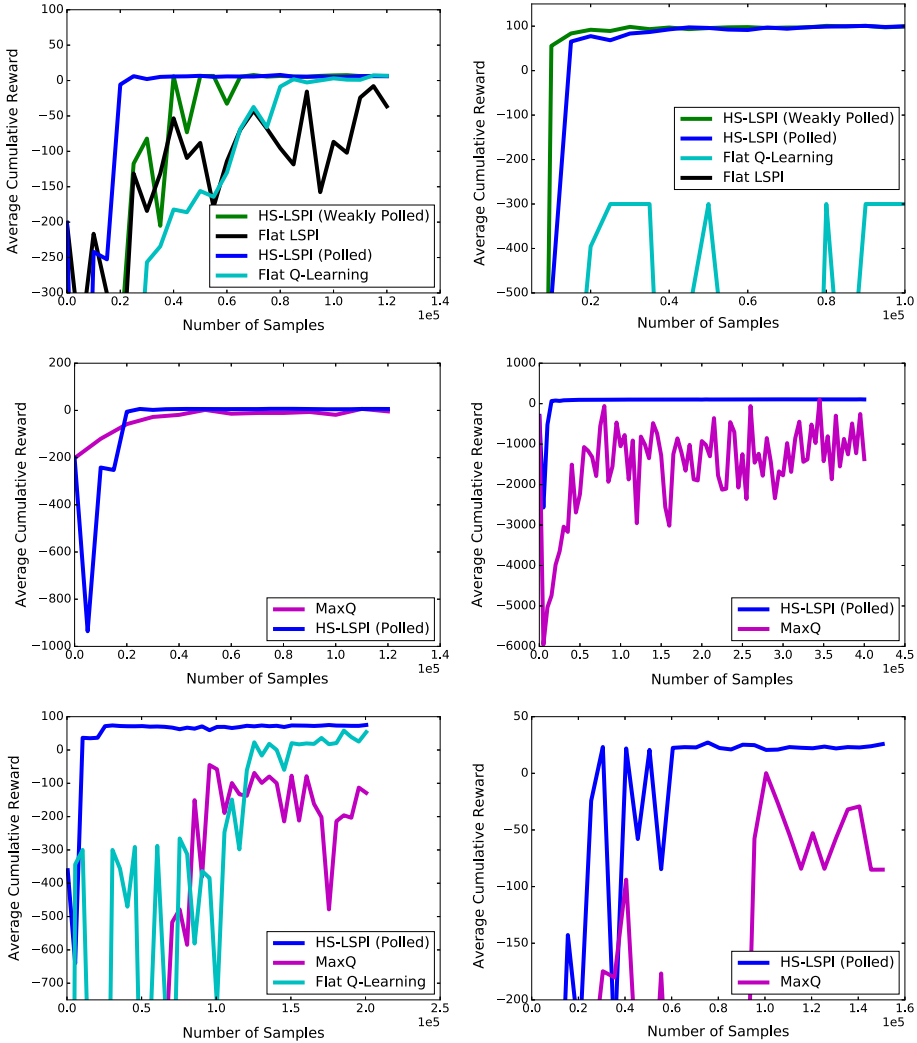 100
50
0
−50
−100
−150
−200
−250
−300
Average Cumulative Reward
HS-LSPI (Weakly Polled)
Flat LSPI
HS-LSPI (Polled)
Flat Q-Learning
0.0 0.2 0.4 0.6 0.8 1.0 1.2 1.4
1e5
Number of Samples
100
0
−100
−200
−300
−400
−500
Average Cumulative Reward
HS-LSPI (Weakly Polled)
HS-LSPI (Polled)
Flat Q-Learning
Flat LSPI
0.2 0.4 0.6 0.8 1.0
1e5
Number of Samples
200
0
−200
−400
−600
−800
−1000
Average Cumulative Reward
MaxQ
HS-LSPI (Polled)
0.0 0.2 0.4 0.6 0.8 1.0 1.2 1.4
1e5
Number of Samples
1000
0
−1000
−2000
−3000
−4000
−5000
−6000
Average Cumulative Reward
HS-LSPI (Polled)
MaxQ
0.0 0.5 1.0 1.5 2.0 2.5 3.0 3.5 4.0 4.5
1e5
Number of Samples
100
0
−100
−200
−300
−400
−500
−600
−700
Average Cumulative Reward
HS-LSPI (Polled)
MaxQ
Flat Q-Learning
0.0 0.5 1.0 1.5 2.0 2.5
1e5
Number of Samples
50
0
−50
−100
−150
−200
Average Cumulative Reward
HS-LSPI (Polled)
MaxQ
0.0 0.2 0.4 0.6 0.8 1.0 1.2 1.4 1.6
1e5
Number of Samples